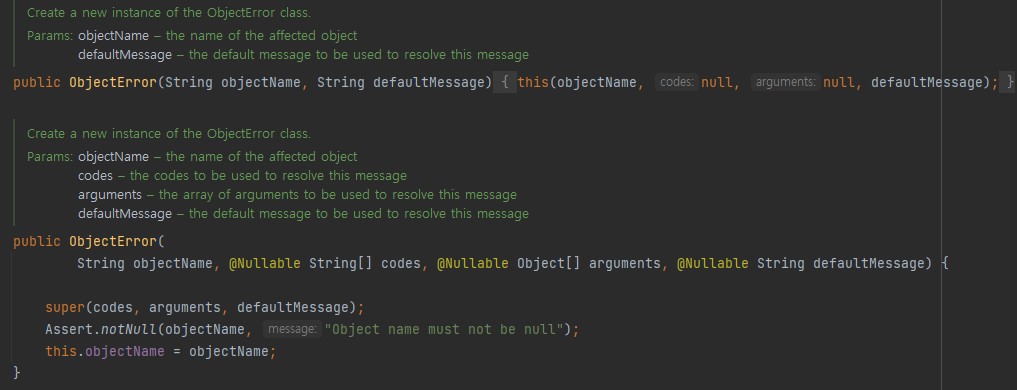 Create a new instance of the ObjectError class.
Params: objectName – the name of the affected object
defaultMessage – the default message to be used to resolve this message
public ObjectError(String objectName, String defaultMessage) { this(objectName, codes: null, arguments: null, defaultMessage); }
Create a new instance of the ObjectError class.
Params: objectName – the name of the affected object
codes – the codes to be used to resolve this message
arguments – the array of arguments to be used to resolve this message
defaultMessage – the default message to be used to resolve this message
public ObjectError(
String objectName, @Nullable String[] codes, @Nullable Object[] arguments, @Nullable String defaultMessage) {
super(codes, arguments, defaultMessage);
Assert.notNull(objectName, message: "Object name must not be null");
this.objectName = objectName;
}